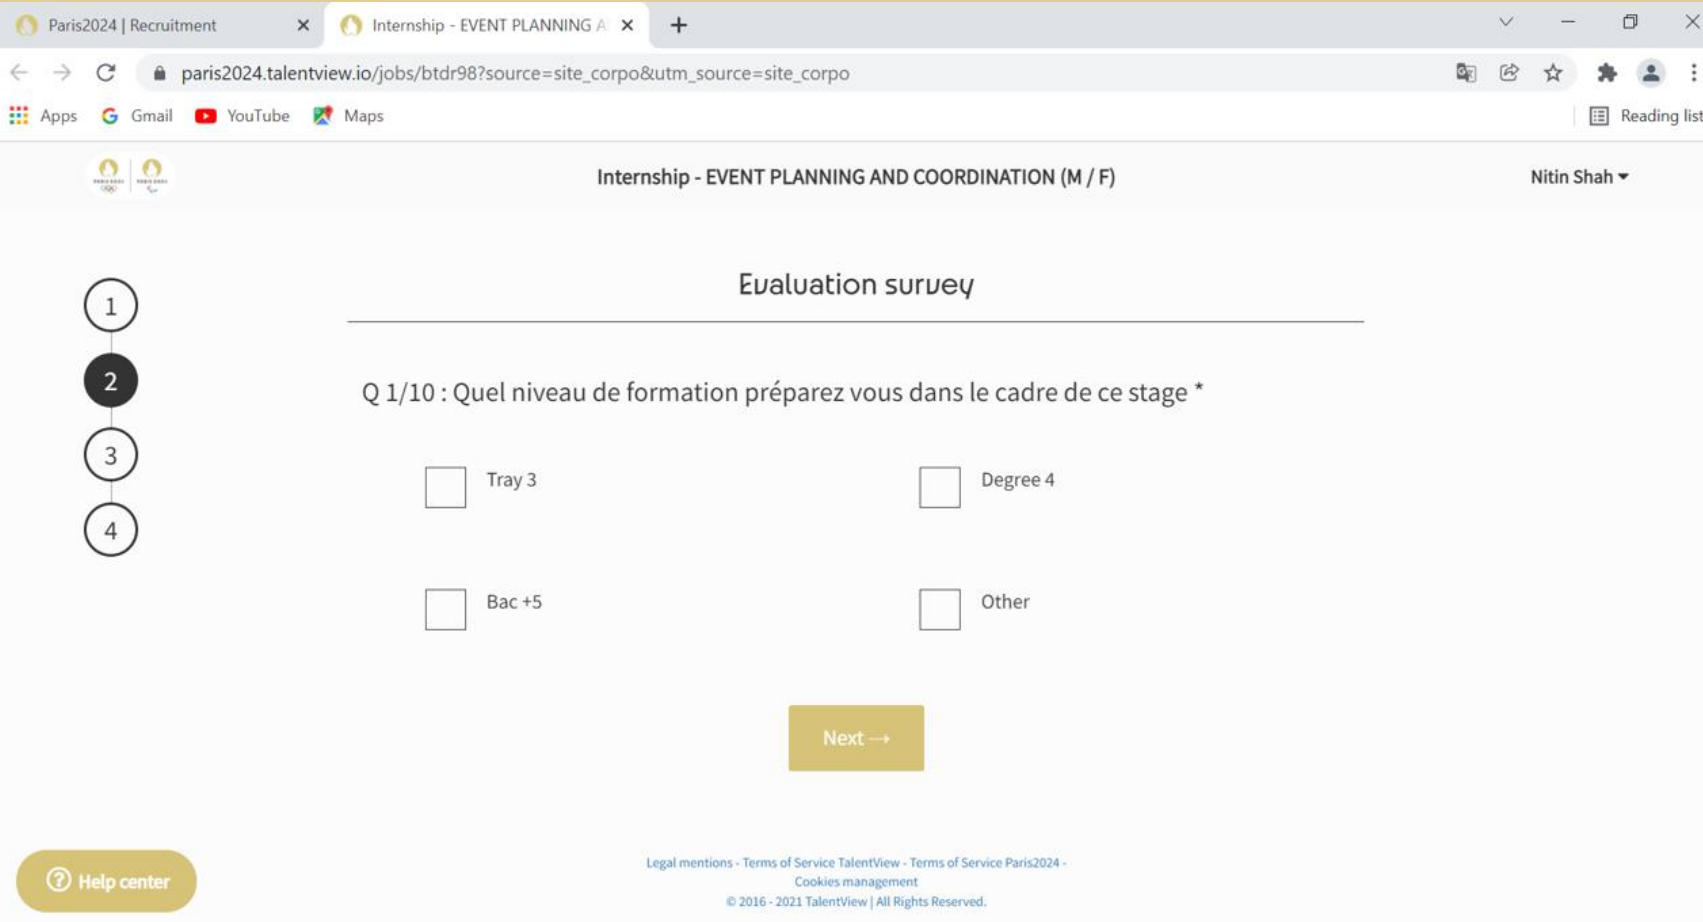 Paris2024 | Recruitment
Internship - EVENT PLANNING A
paris2024.talentview.io/jobs/btdr98?source=site_corpo&utm_source=site_corpo
Apps Gmail YouTube Maps Reading list
Internship - EVENT PLANNING AND COORDINATION (M / F)
Nitin Shah
Evaluation survey
1
2
3
4
Q 1/10 : Quel niveau de formation préparez vous dans le cadre de ce stage *
Tray 3
Degree 4
Bac +5
Other
Next →
Help center
Legal mentions - Terms of Service TalentView - Terms of Service Paris2024 -
Cookies management
© 2016 - 2021 TalentView | All Rights Reserved.